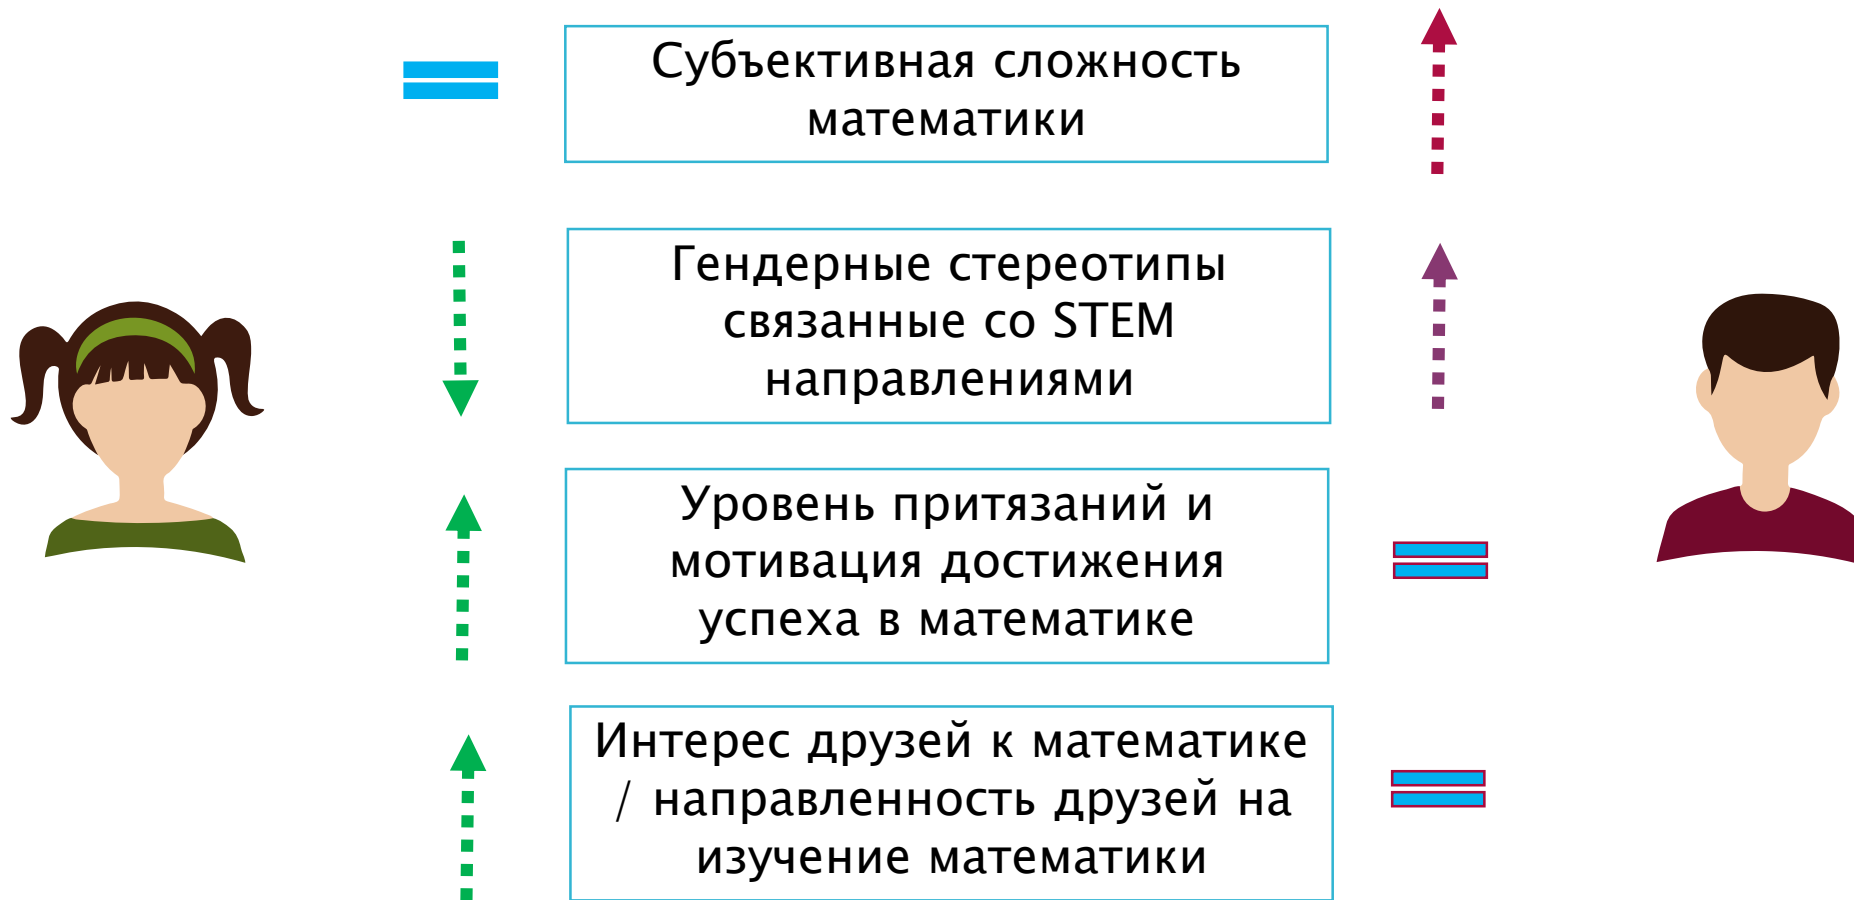 Субъективная сложность
математики
Гендерные стереотипы
связанные со STEM
направлениями
Уровень притязаний и
мотивация достижения
успеха в математике
Интерес друзей к математике
/ направленность друзей на
изучение математики